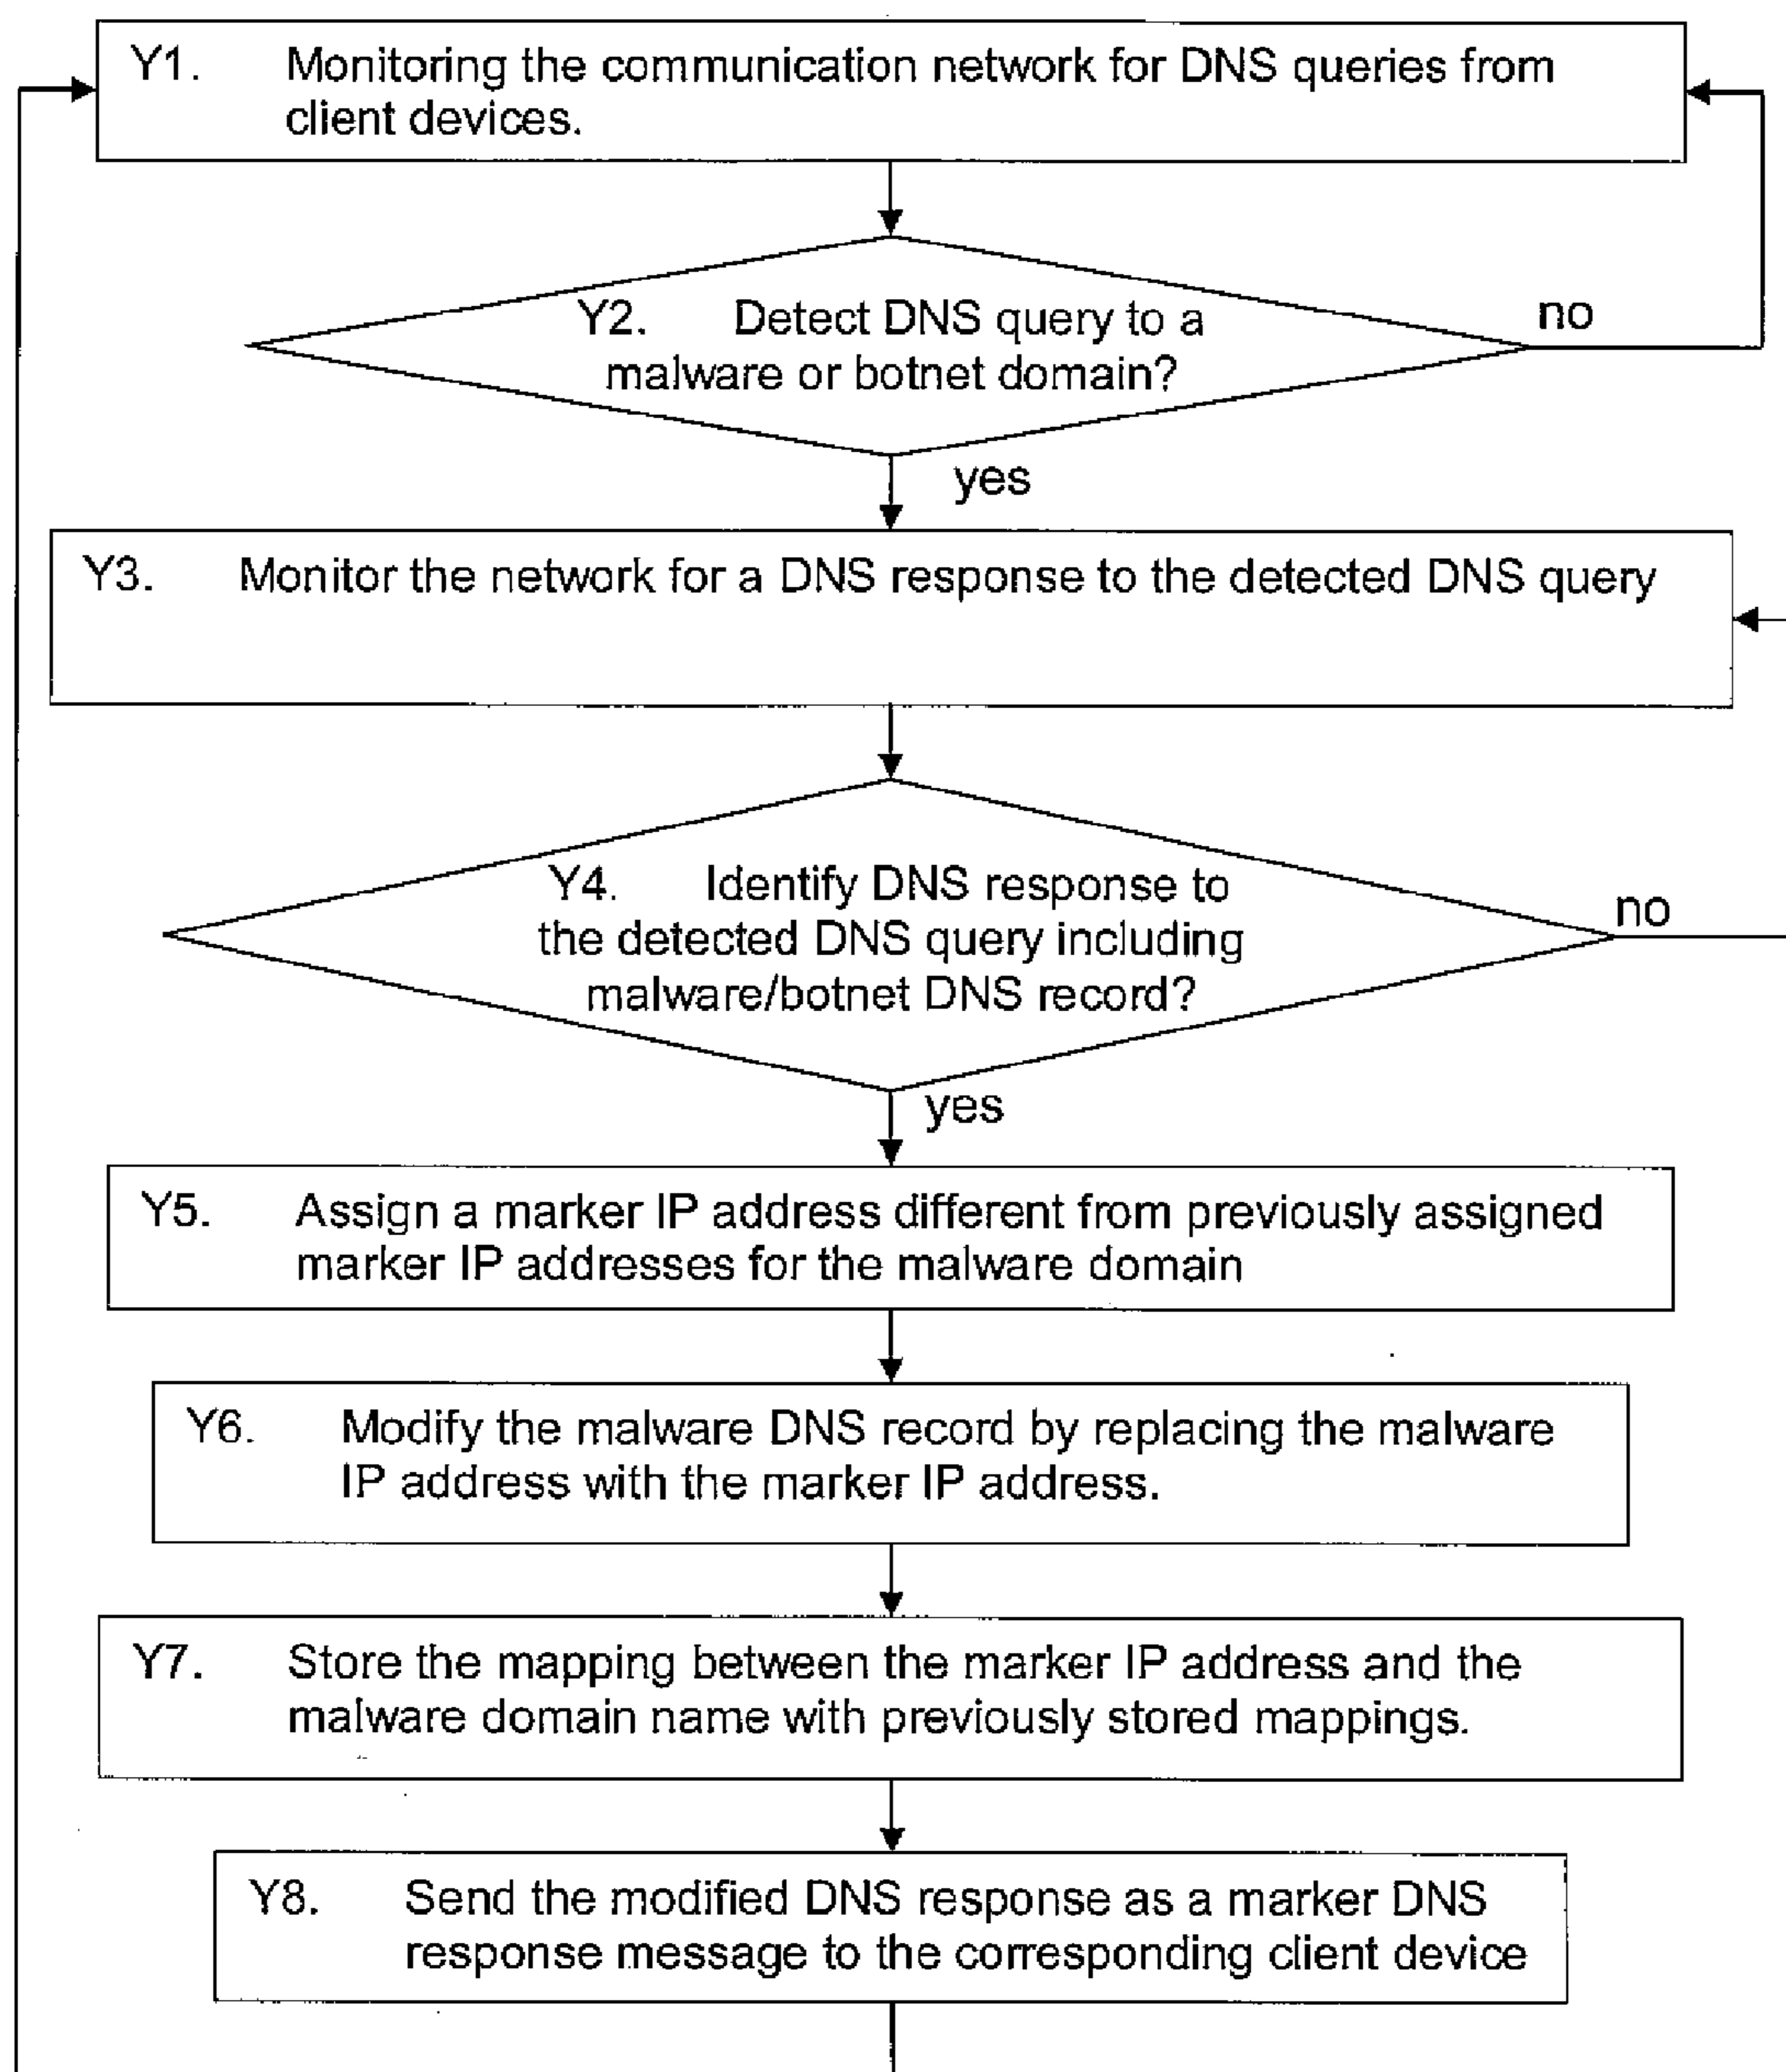 Y1. Monitoring the communication network for DNS queries from
client devices.
Y2. Detect DNS query to a
malware or botnet domain?
no
yes
Y3. Monitor the network for a DNS response to the detected DNS query
Y4. Identify DNS response to
the detected DNS query including
malware/botnet DNS record?
no
yes
Y5. Assign a marker IP address different from previously assigned
marker IP addresses for the malware domain
Y6. Modify the malware DNS record by replacing the malware
IP address with the marker IP address.
Y7. Store the mapping between the marker IP address and the
malware domain name with previously stored mappings.
Y8. Send the modified DNS response as a marker DNS
response message to the corresponding client device